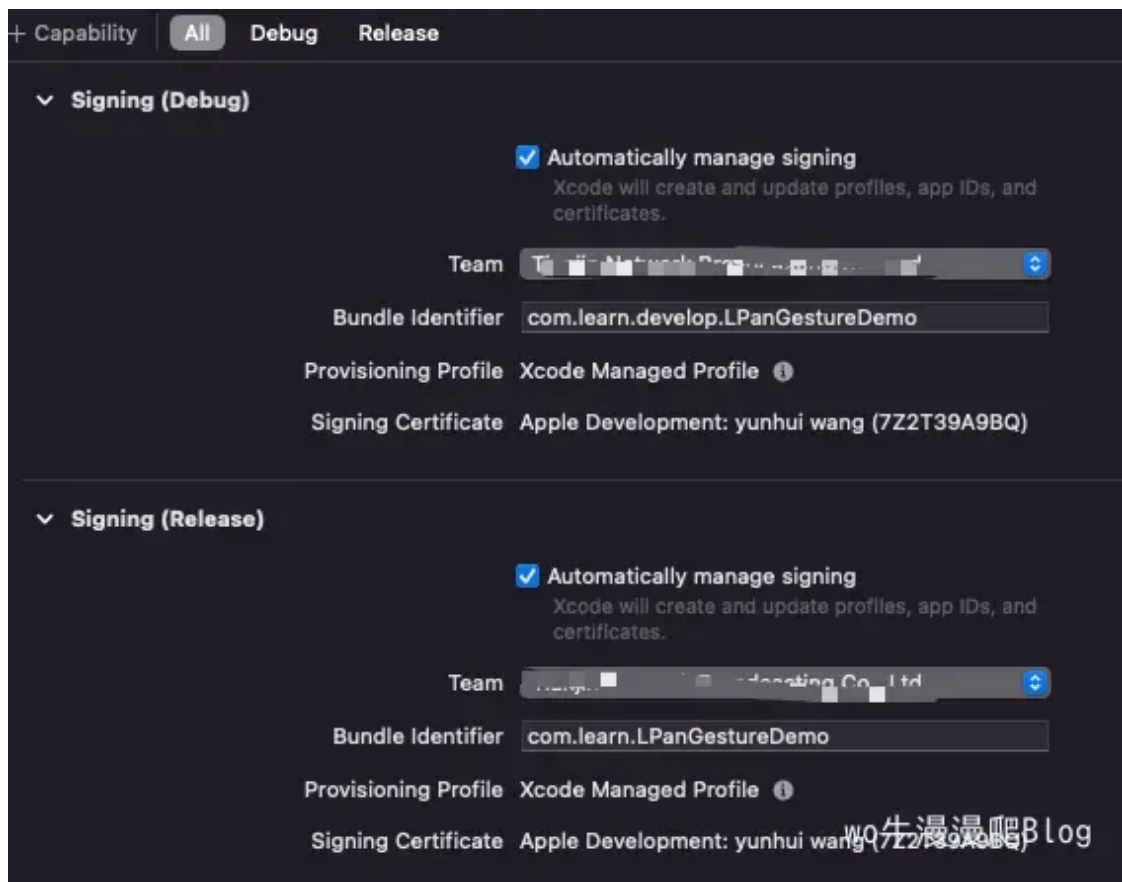 + Capability All Debug Release
Signing (Debug)
Automatically manage signing
Xcode will create and update profiles, app IDs, and
certificates.
Team
Bundle Identifier com.learn.develop.LPanGestureDemo
Provisioning Profile Xcode Managed Profile
Signing Certificate Apple Development: yunhui wang (7Z2T39A9BQ)
Signing (Release)
Automatically manage signing
Xcode will create and update profiles, app IDs, and
certificates.
Team Co., Ltd
Bundle Identifier com.learn.LPanGestureDemo
Provisioning Profile Xcode Managed Profile
Signing Certificate Apple Development: yunhui wang (7Z2T39A9BQ)
wo牛漫漫爬Blog